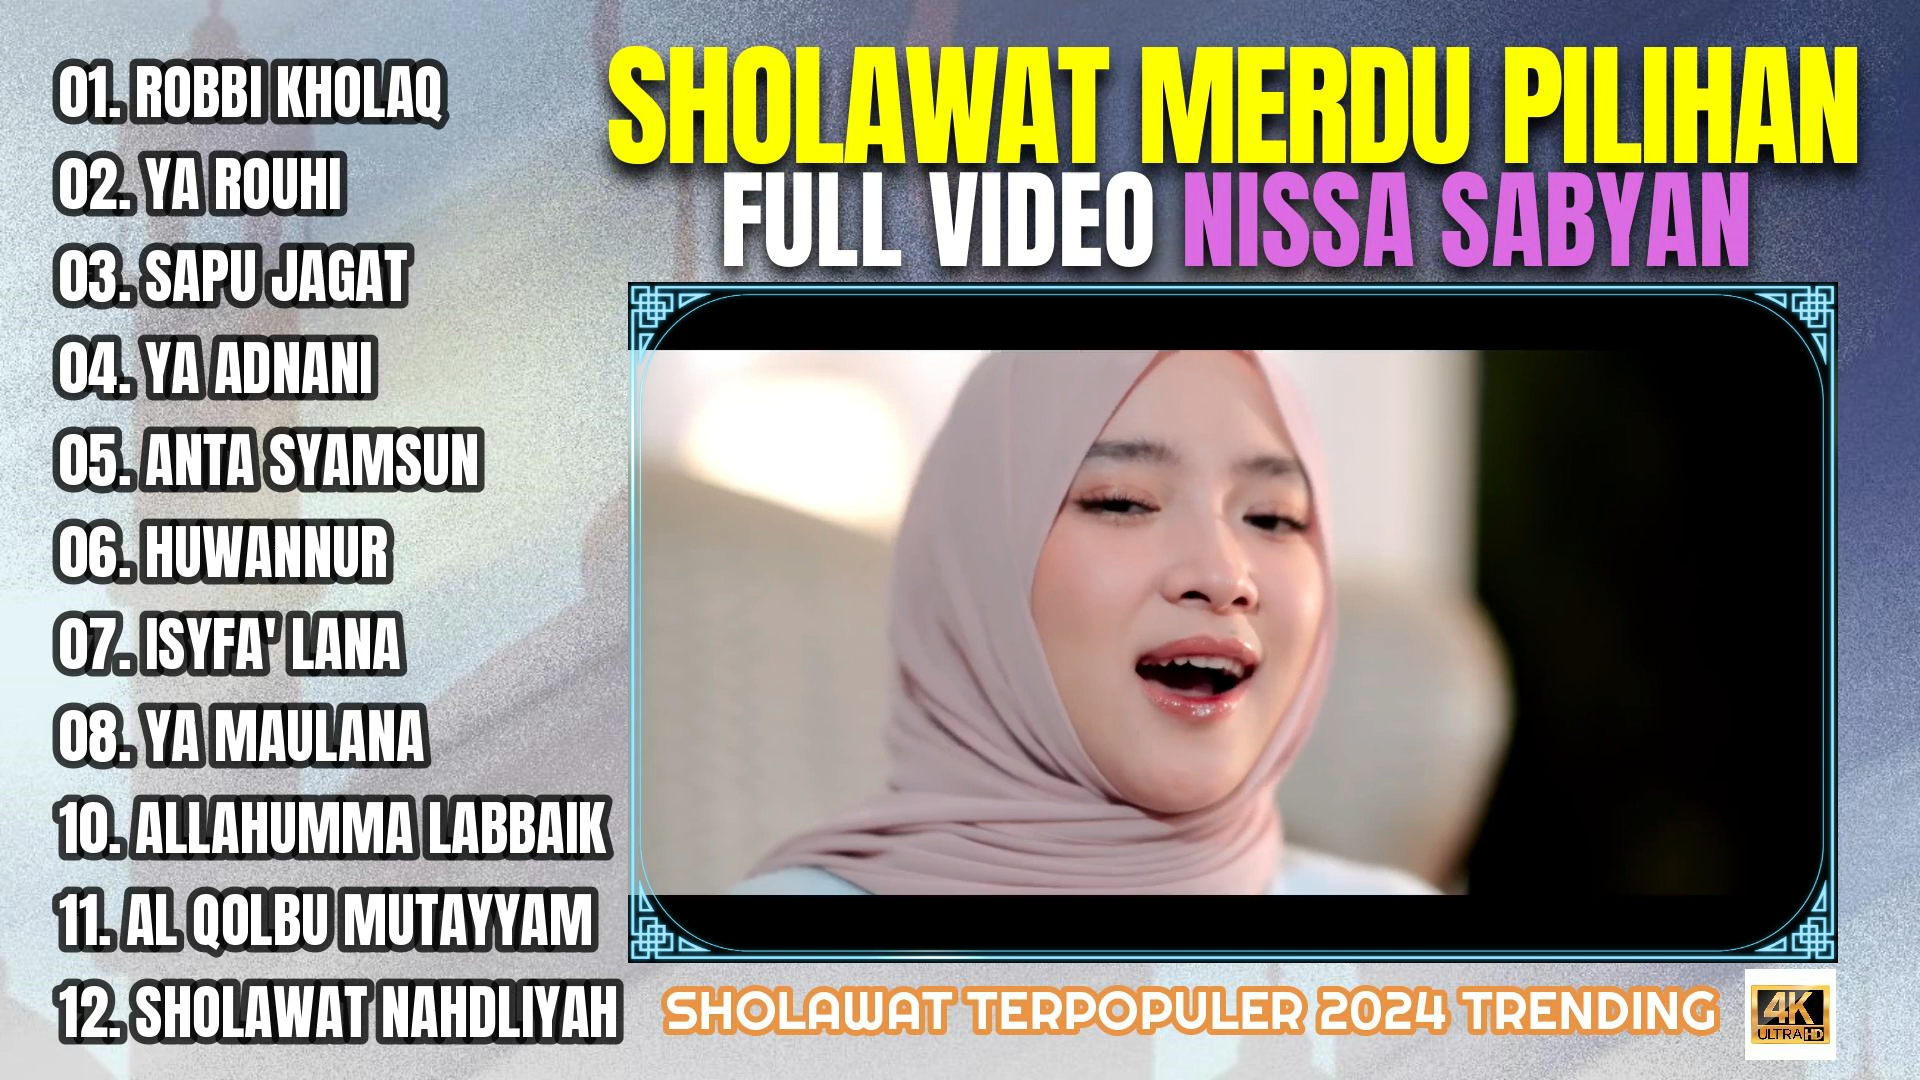 01. ROBBI KHOLAQ
02. YA ROUHI
03. SAPU JAGAT
04. YA ADNANI
05. ANTA SYAMSUN
06. HUWANNUR
07. ISYFA' LANA
08. YA MAULANA
10. ALLAHUMMA LABBAIK
11. AL QOLBU MUTAYYAM
12. SHOLAWAT NAHDLIYAH
SHOLAWAT MERDU PILIHAN
FULL VIDEO NISSA SABYAN
SHOLAWAT TERPOPULER 2024 TRENDING
4K
ULTRA HD